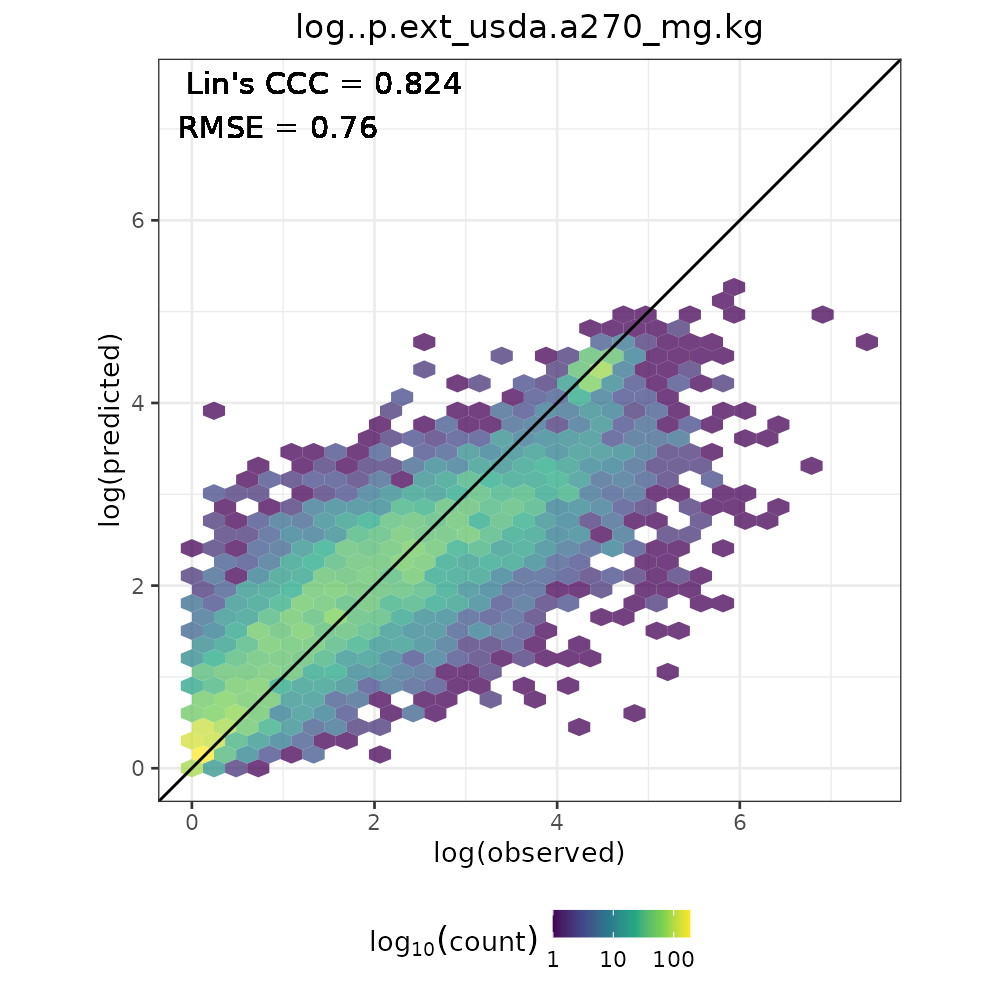 log..p.ext_usda.a270_mg.kg
Lin's CCC = 0.824
RMSE = 0.76
6
4
2
0
log(predicted)
0 2 4 6
log(observed)
log₁₀(count)
1 10 100